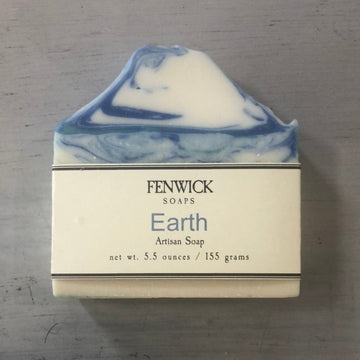 FENWICK
SOAPS
Earth
Artisan Soap
net wt. 5.5 ounces / 155 grams